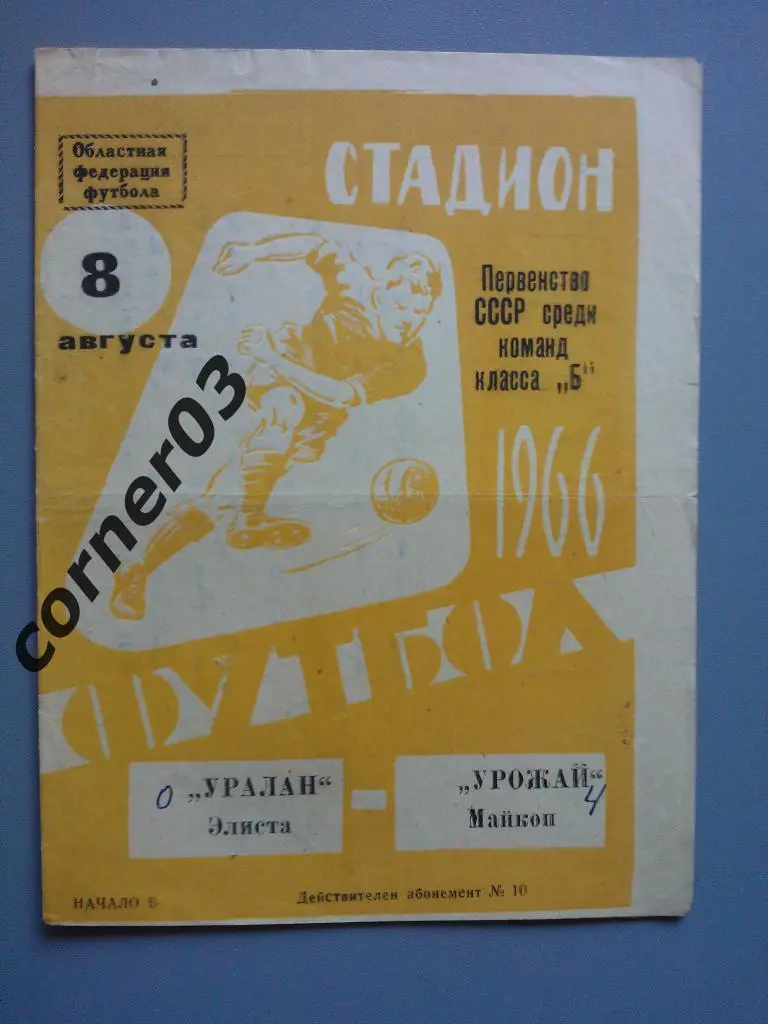 Областная
федерация
футбола
СТАДИОН
8
августа
Первенство
СССР среди
команд
класса „Б"
1966
ФУТБОЛ
0 „УРАЛАН“
Элиста
-
„УРОЖАЙ“ 4
Майкоп
НАЧАЛО В
Действителен абонемент № 10
corner03